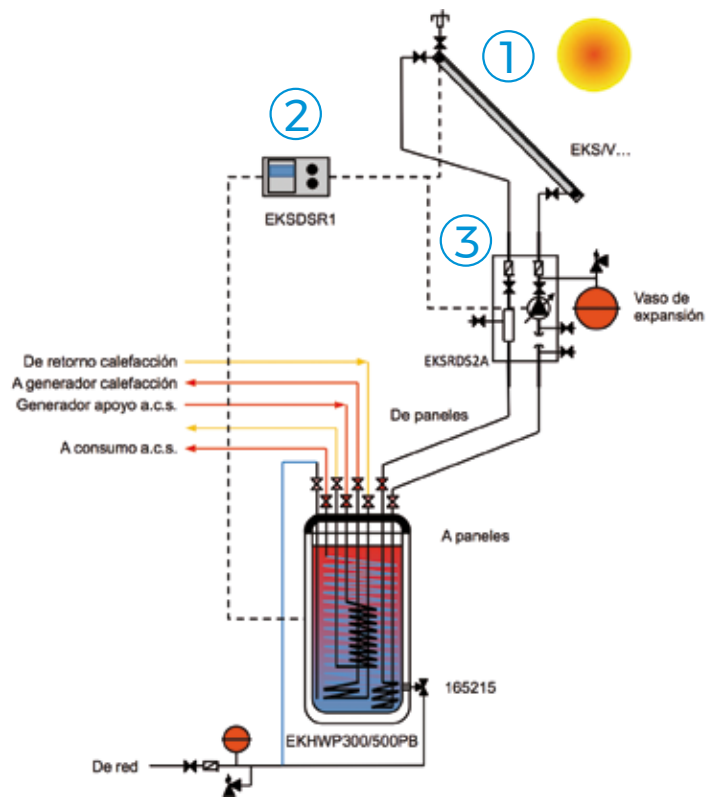 1
2
EKS/V...
EKSDSR1
3
Vaso de
expansión
EKSRDS2A
De retorno calefacción
A generador calefacción
Generador apoyo a.c.s.
De paneles
A consumo a.c.s.
A paneles
165215
EKHWP300/500PB
De red